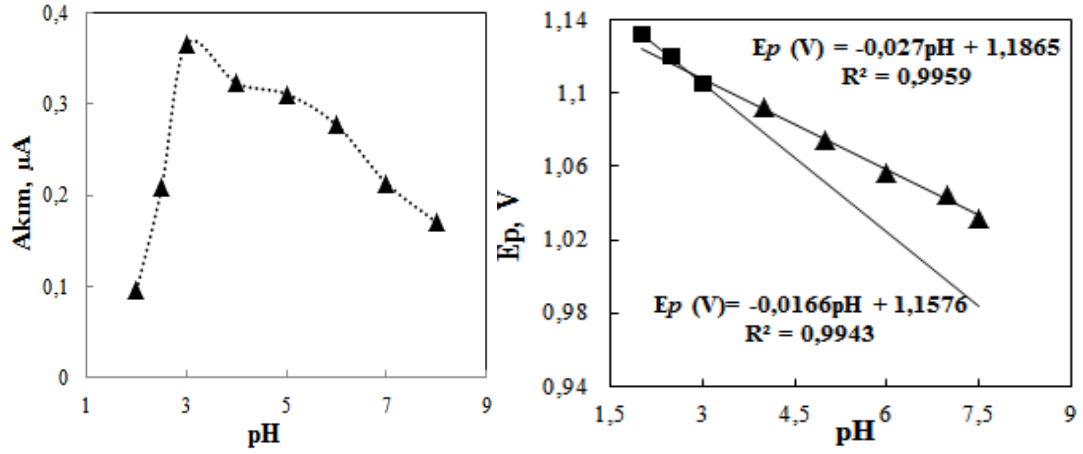 0,4
0,3
0,2
0,1
0
Akım, µA
1 3 5 7 9
pH
1,14
1,1
1,06
1,02
0,98
0,94
Ep, V
Ep (V) = -0,027pH + 1,1865
R² = 0,9959
Ep (V)= -0,0166pH + 1,1576
R² = 0,9943
1,5 3 4,5 6 7,5 9
pH